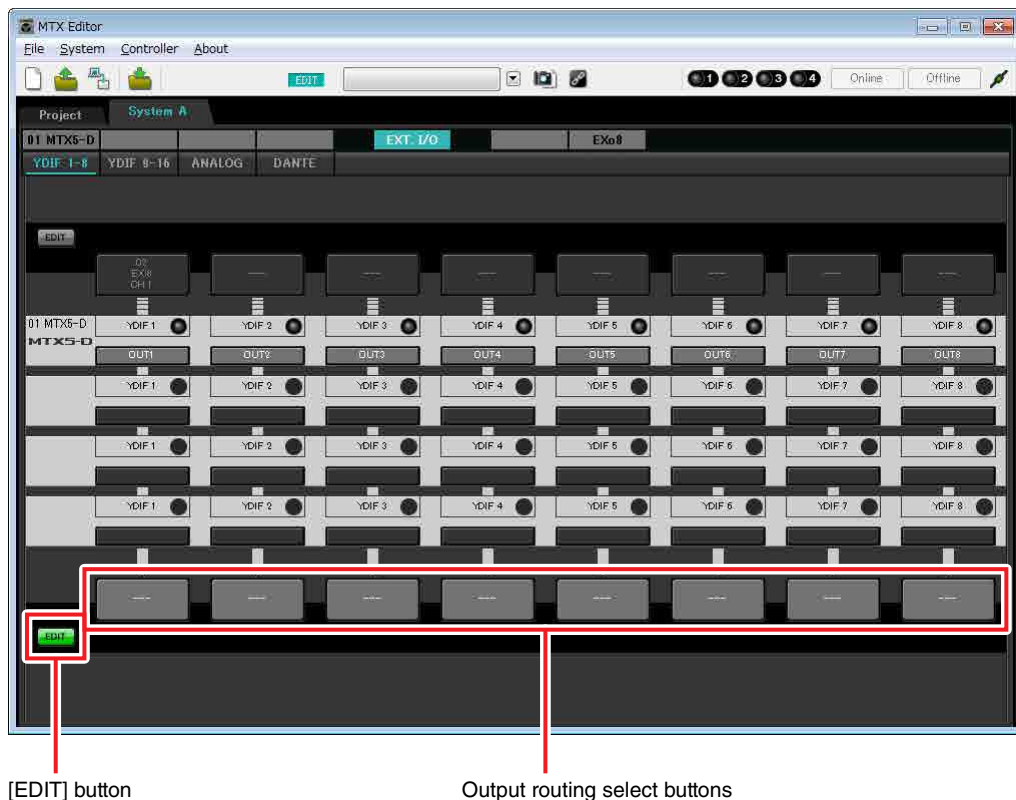 MTX Editor
File System Controller About
EDIT 1 2 3 4 Online Offline
Project System A
01 MTX5-D EXT. I/O EXo8
YDIF 1-8 YDIF 9-16 ANALOG DANTE
EDIT
02
EXi8
CH 1
--- --- --- --- --- --- ---
01 MTX5-D YDIF 1 YDIF 2 YDIF 3 YDIF 4 YDIF 5 YDIF 6 YDIF 7 YDIF 8
MTX5-D
OUT1 OUT2 OUT3 OUT4 OUT5 OUT6 OUT7 OUT8
YDIF 1 YDIF 2 YDIF 3 YDIF 4 YDIF 5 YDIF 6 YDIF 7 YDIF 8
YDIF 1 YDIF 2 YDIF 3 YDIF 4 YDIF 5 YDIF 6 YDIF 7 YDIF 8
YDIF 1 YDIF 2 YDIF 3 YDIF 4 YDIF 5 YDIF 6 YDIF 7 YDIF 8
--- --- --- --- --- --- --- ---
EDIT
[EDIT] button
Output routing select buttons